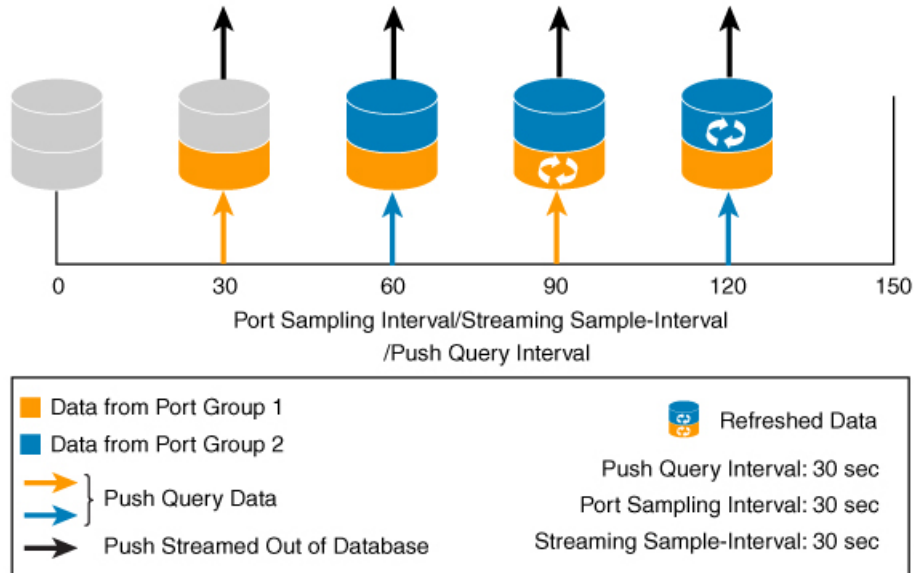 0 30 60 90 120 150
Port Sampling Interval/Streaming Sample-Interval
/Push Query Interval
Data from Port Group 1
Data from Port Group 2
Push Query Data
Push Streamed Out of Database
Refreshed Data
Push Query Interval: 30 sec
Port Sampling Interval: 30 sec
Streaming Sample-Interval: 30 sec